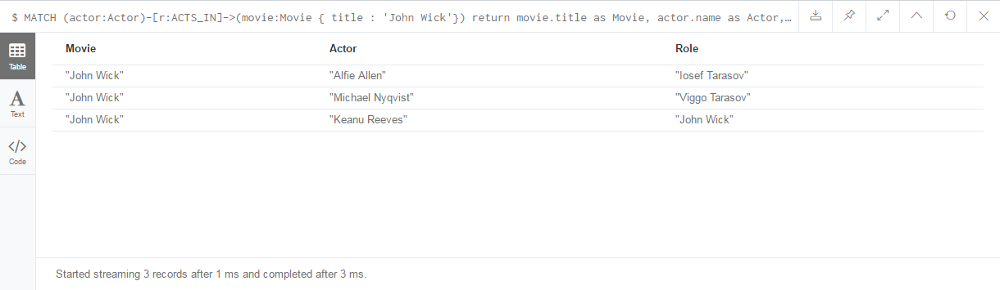 $ MATCH (actor:Actor)-[r:ACTS_IN]->(movie:Movie { title : 'John Wick'}) return movie.title as Movie, actor.name as Actor,…
Table
Text
Code
Movie Actor Role
"John Wick" "Alfie Allen" "Iosef Tarasov"
"John Wick" "Michael Nyqvist" "Viggo Tarasov"
"John Wick" "Keanu Reeves" "John Wick"
Started streaming 3 records after 1 ms and completed after 3 ms.